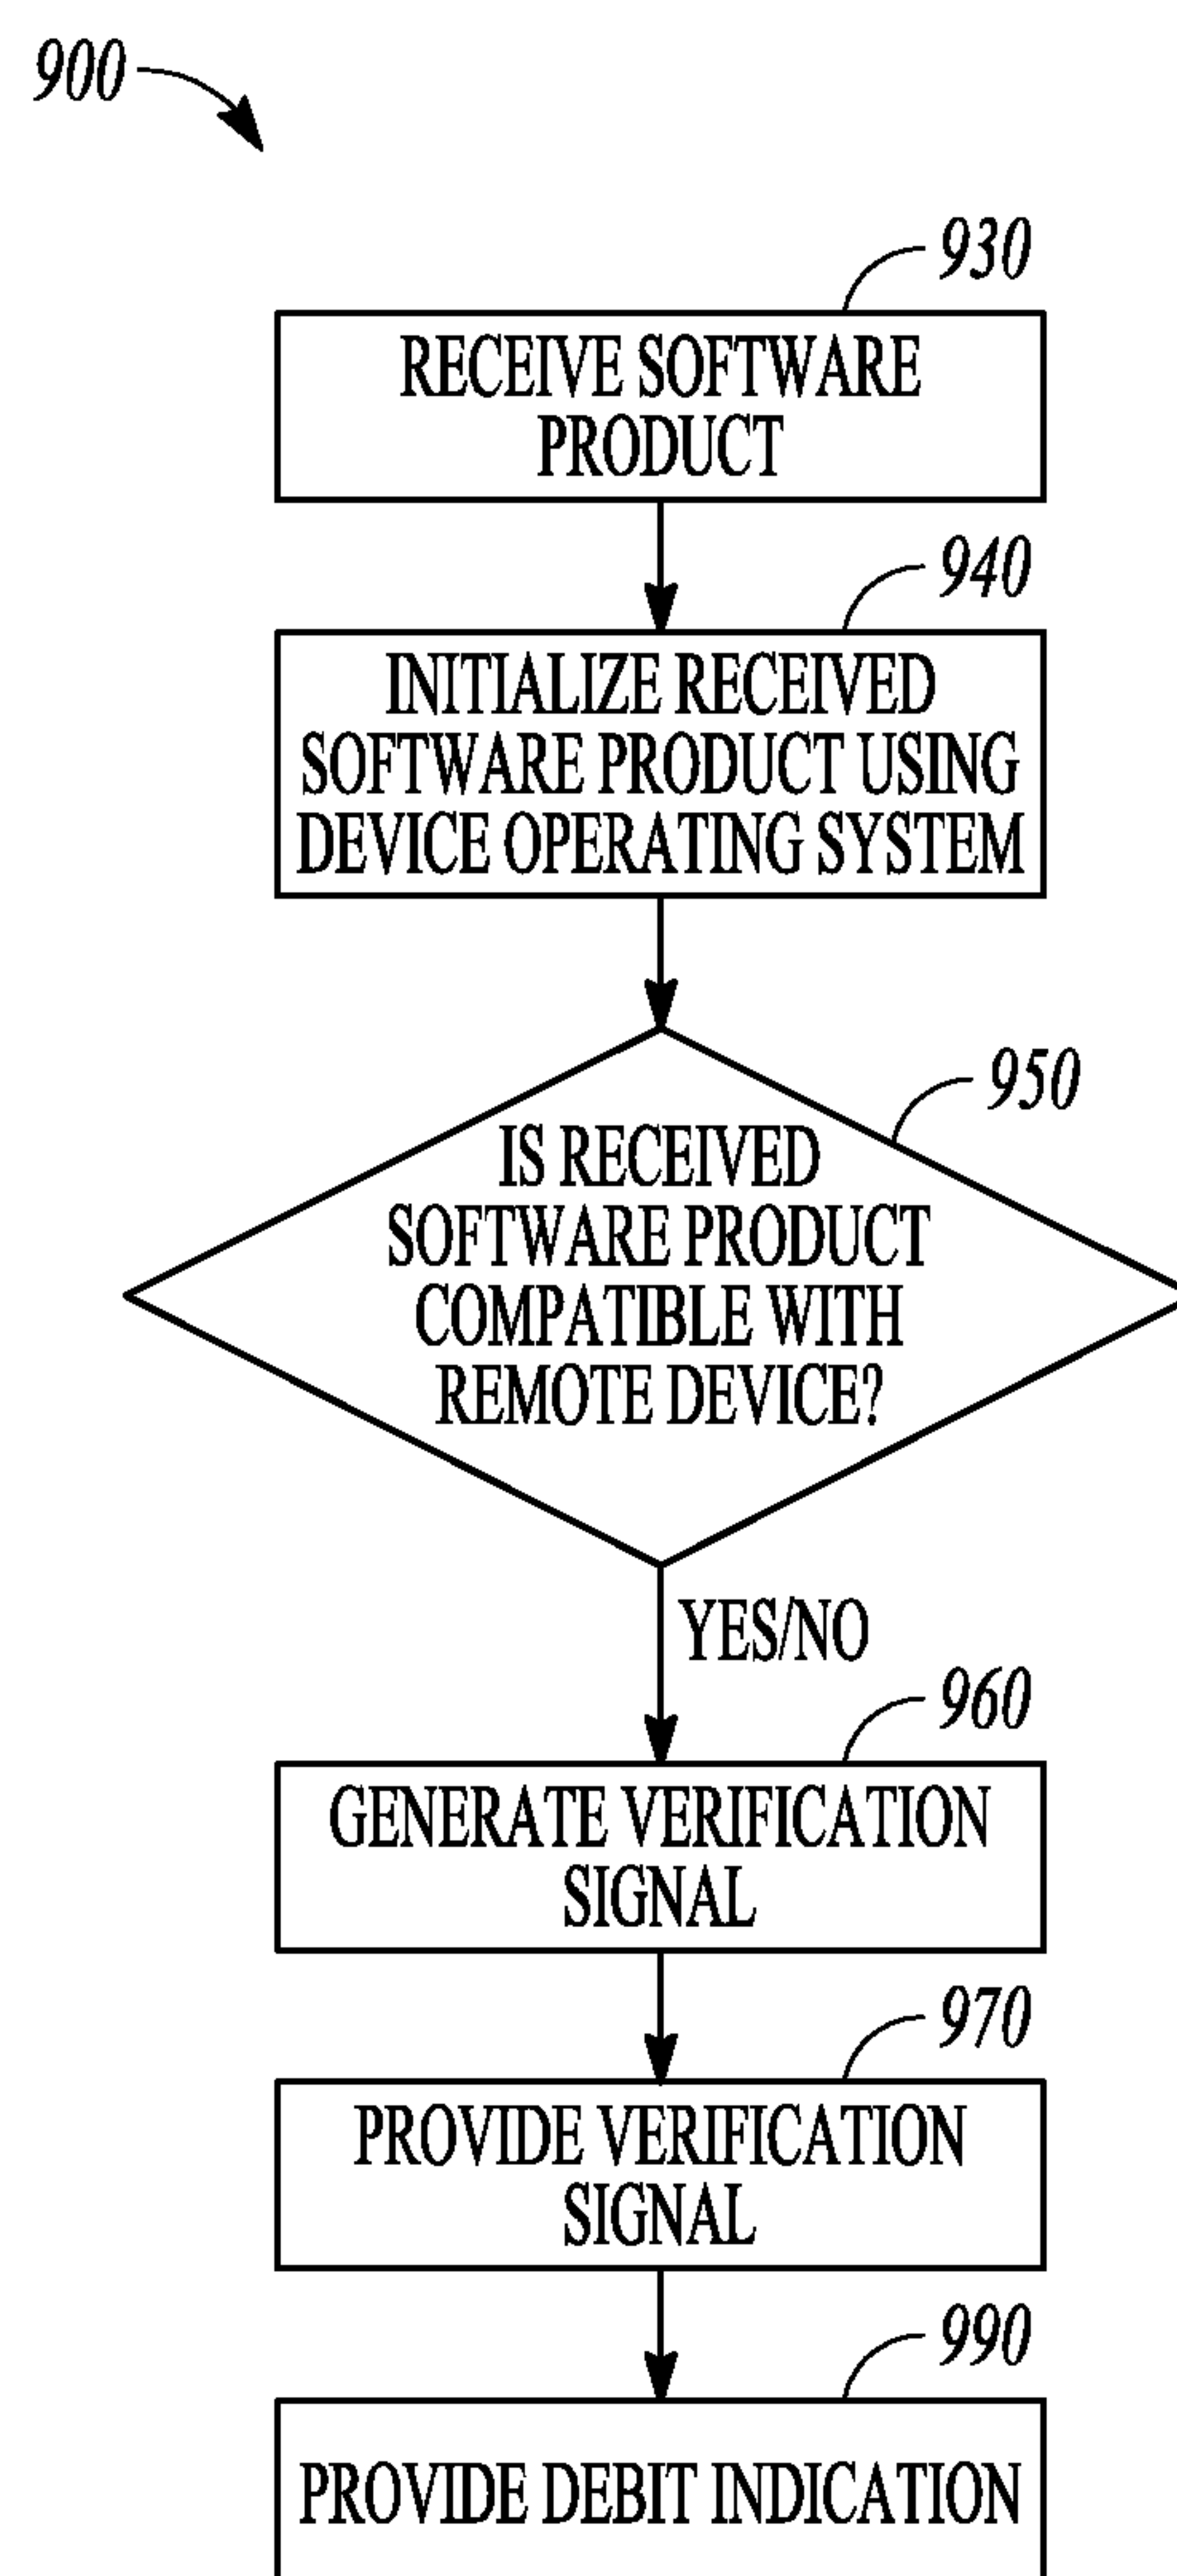 900
930
RECEIVE SOFTWARE
PRODUCT
940
INITIALIZE RECEIVED
SOFTWARE PRODUCT USING
DEVICE OPERATING SYSTEM
950
IS RECEIVED
SOFTWARE PRODUCT
COMPATIBLE WITH
REMOTE DEVICE?
YES/NO
960
GENERATE VERIFICATION
SIGNAL
970
PROVIDE VERIFICATION
SIGNAL
990
PROVIDE DEBIT INDICATION